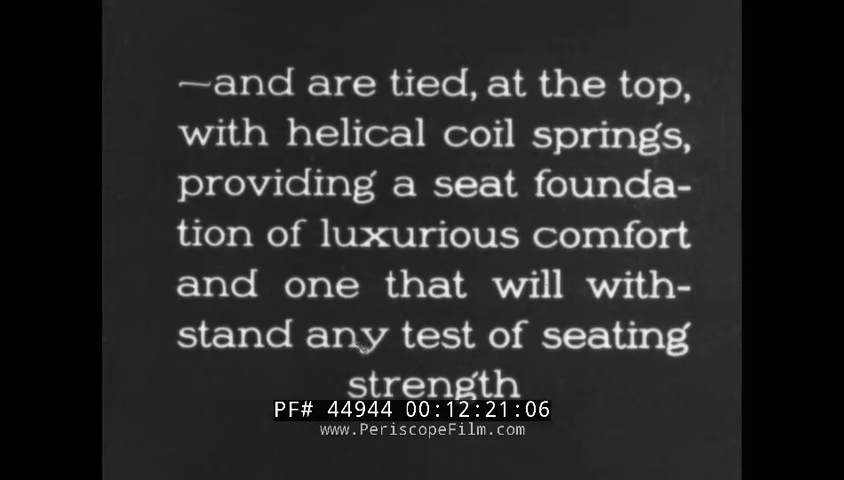 —and are tied, at the top,
with helical coil springs,
providing a seat founda-
tion of luxurious comfort
and one that will with-
stand any test of seating
strength
PF# 44944 00:12:21:06
www.PeriscopeFilm.com